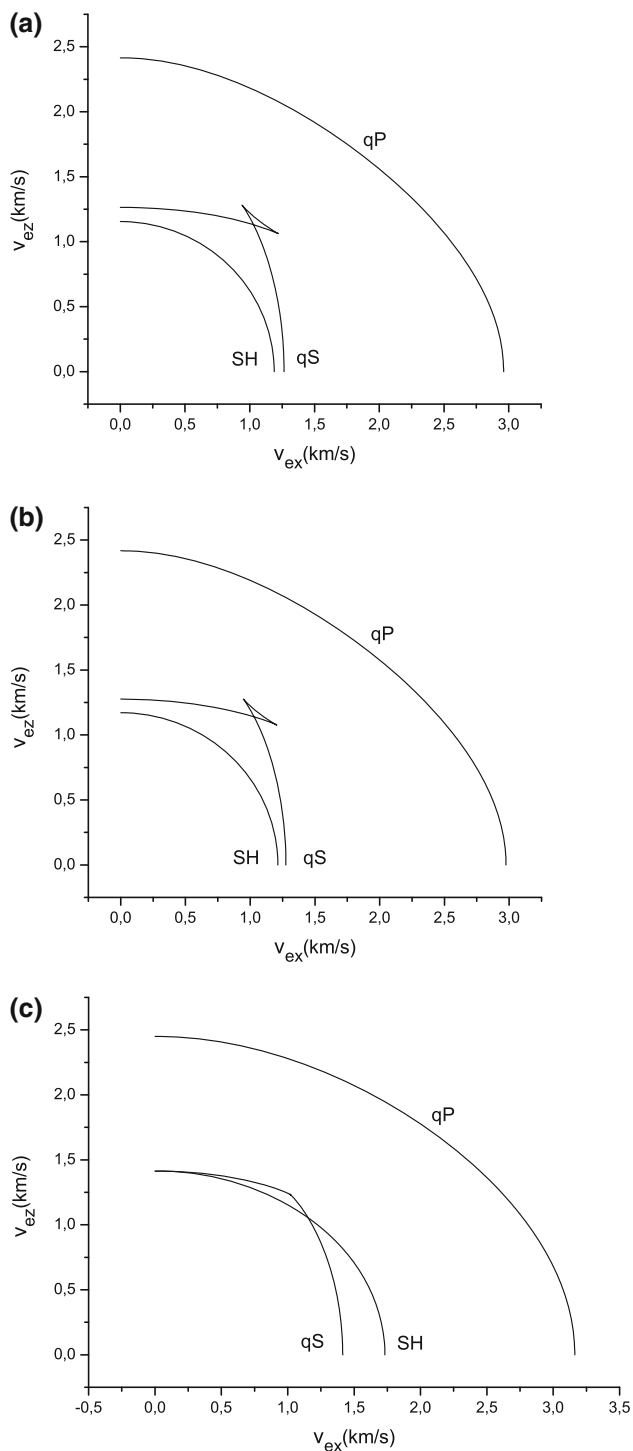 (a)
2,5
2,0
1,5
1,0
0,5
0,0
v_ez(km/s)
qP
SH
qS
0,0 0,5 1,0 1,5 2,0 2,5 3,0
v_ex(km/s)
(b)
2,5
2,0
1,5
1,0
0,5
0,0
v_ez(km/s)
qP
SH
qS
0,0 0,5 1,0 1,5 2,0 2,5 3,0
v_ex(km/s)
(c)
2,5
2,0
1,5
1,0
0,5
0,0
v_ez(km/s)
qP
qS
SH
-0,5 0,0 0,5 1,0 1,5 2,0 2,5 3,0 3,5
v_ex(km/s)